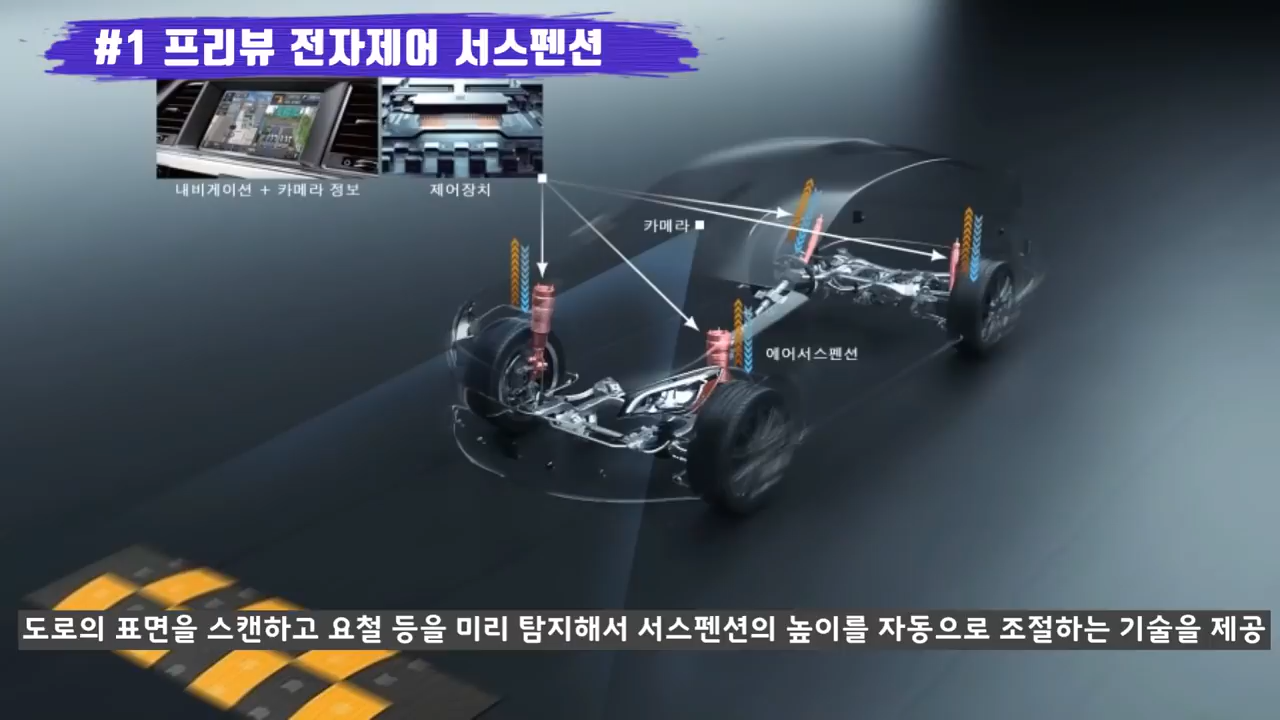 #1 프리뷰 전자제어 서스펜션
내비게이션 + 카메라 정보
제어장치
카메라
에어서스펜션
도로의 표면을 스캔하고 요철 등을 미리 탐지해서 서스펜션의 높이를 자동으로 조절하는 기술을 제공